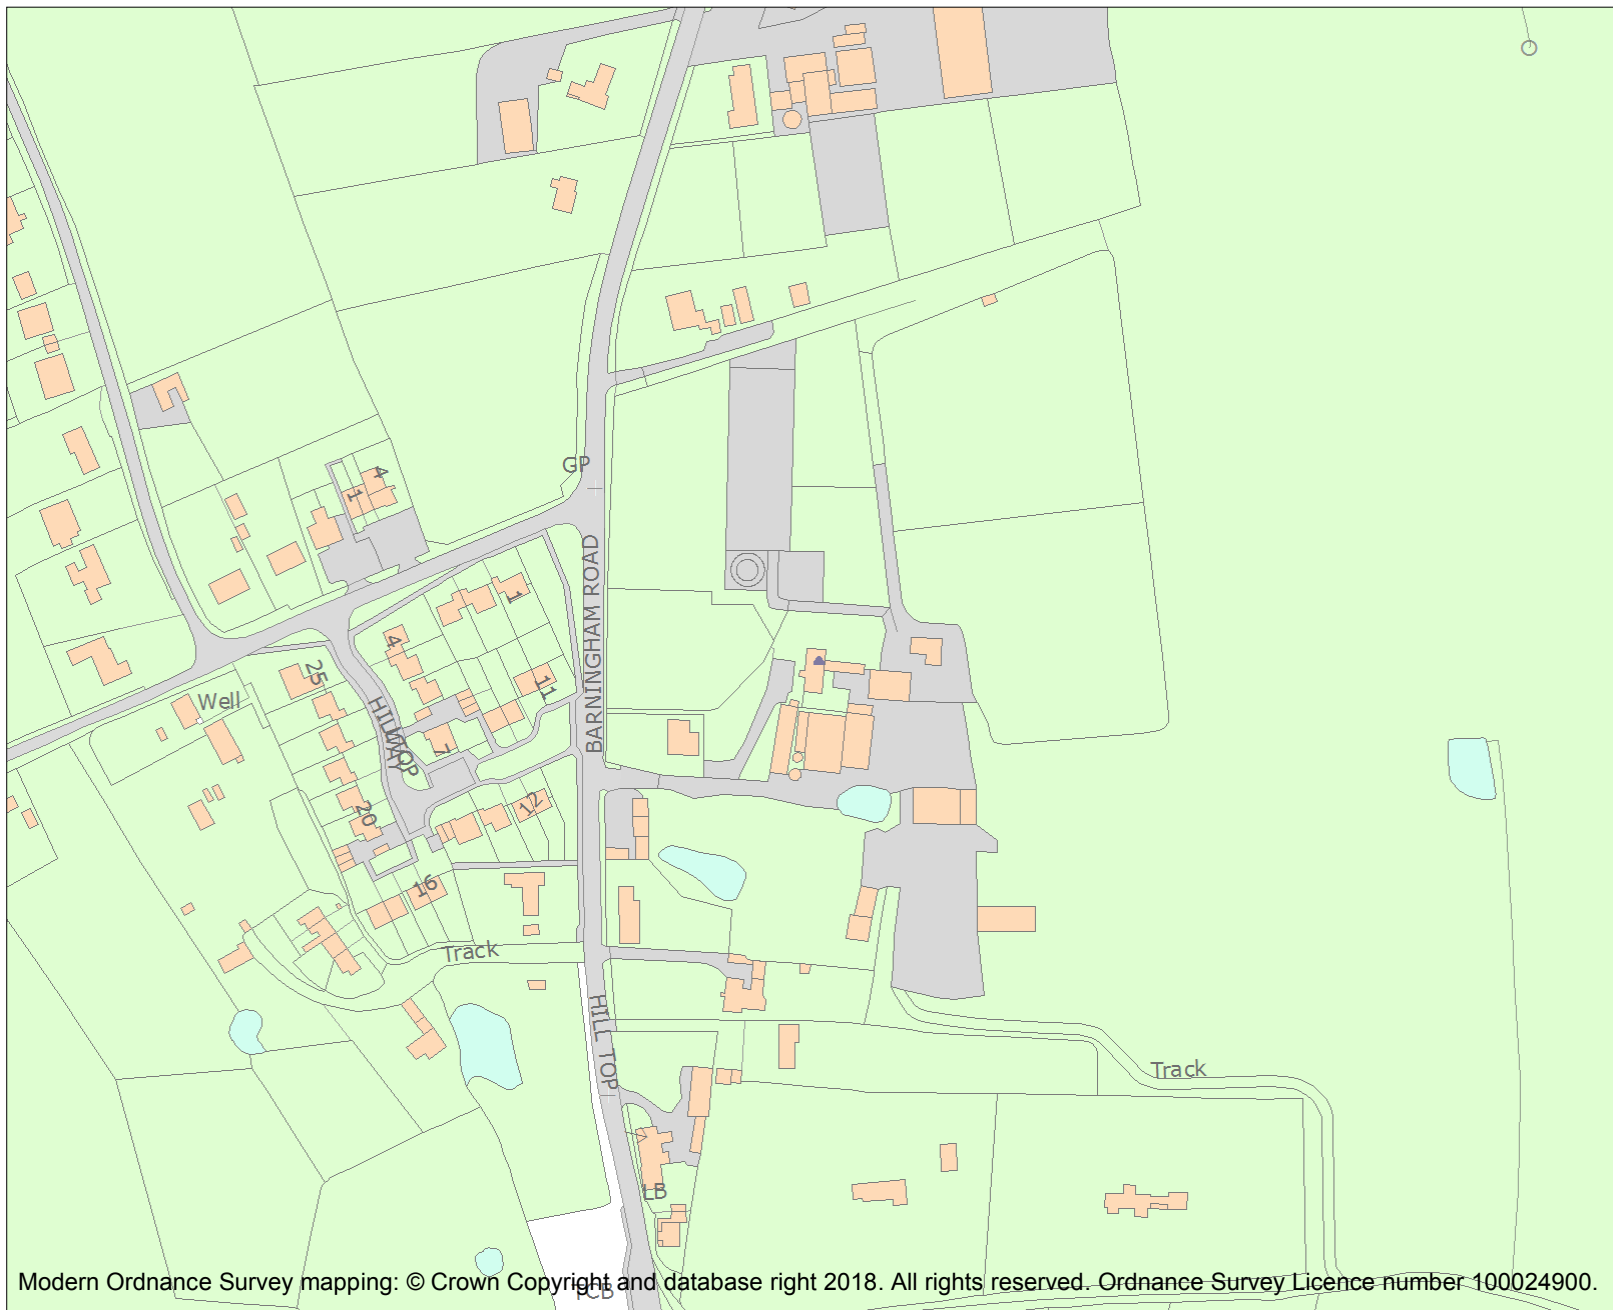 GP
4
1
BARNINGHAM ROAD
1
4
11
25
Well
HILLTOP
WAY
7
20
12
16
Track
HILL TOP
Track
LB
TCB
Modern Ordnance Survey mapping: © Crown Copyright and database right 2018. All rights reserved. Ordnance Survey Licence number 100024900.